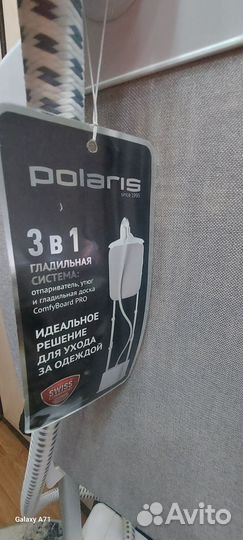 polaris
since 1995
3 в 1
ГЛАДИЛЬНАЯ
СИСТЕМА:
отпариватель, утюг
и гладильная доска
ComfyBoard PRO
ИДЕАЛЬНОЕ
РЕШЕНИЕ
ДЛЯ УХОДА
ЗА ОДЕЖДОЙ
SWISS
Galaxy A71
Avito